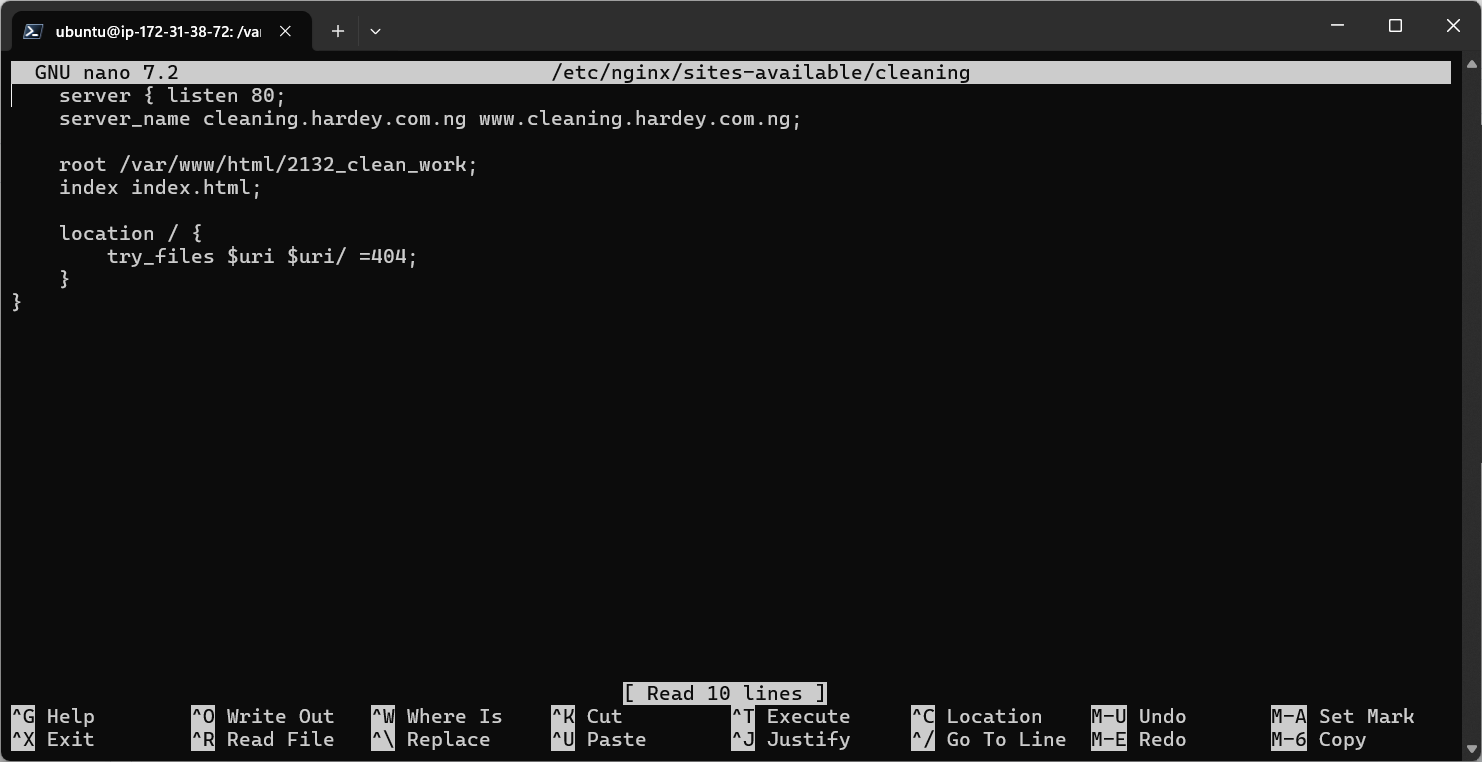 ubuntu@ip-172-31-38-72: /va
GNU nano 7.2 /etc/nginx/sites-available/cleaning
server { listen 80;
server_name cleaning.hardey.com.ng www.cleaning.hardey.com.ng;
root /var/www/html/2132_clean_work;
index index.html;
location / {
try_files $uri $uri/ =404;
}
}
[ Read 10 lines ]
^G Help ^O Write Out ^W Where Is ^K Cut ^T Execute ^C Location M-U Undo M-A Set Mark
^X Exit ^R Read File ^\ Replace ^U Paste ^J Justify ^/ Go To Line M-E Redo M-6 Copy